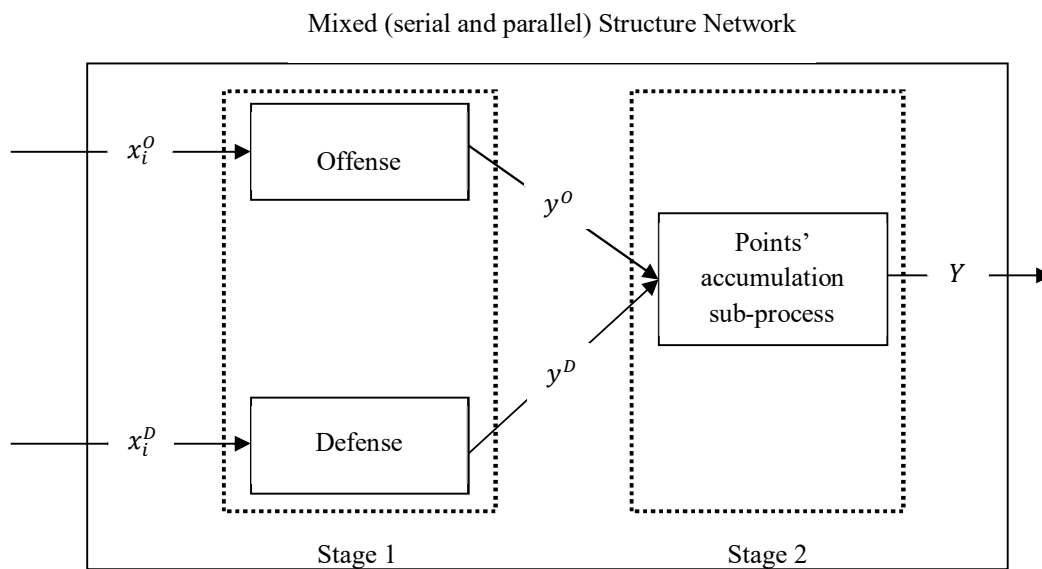 Mixed (serial and parallel) Structure Network
x_i^O
Offense
y^O
Points’
accumulation
sub-process
Y
y^D
x_i^D
Defense
Stage 1
Stage 2